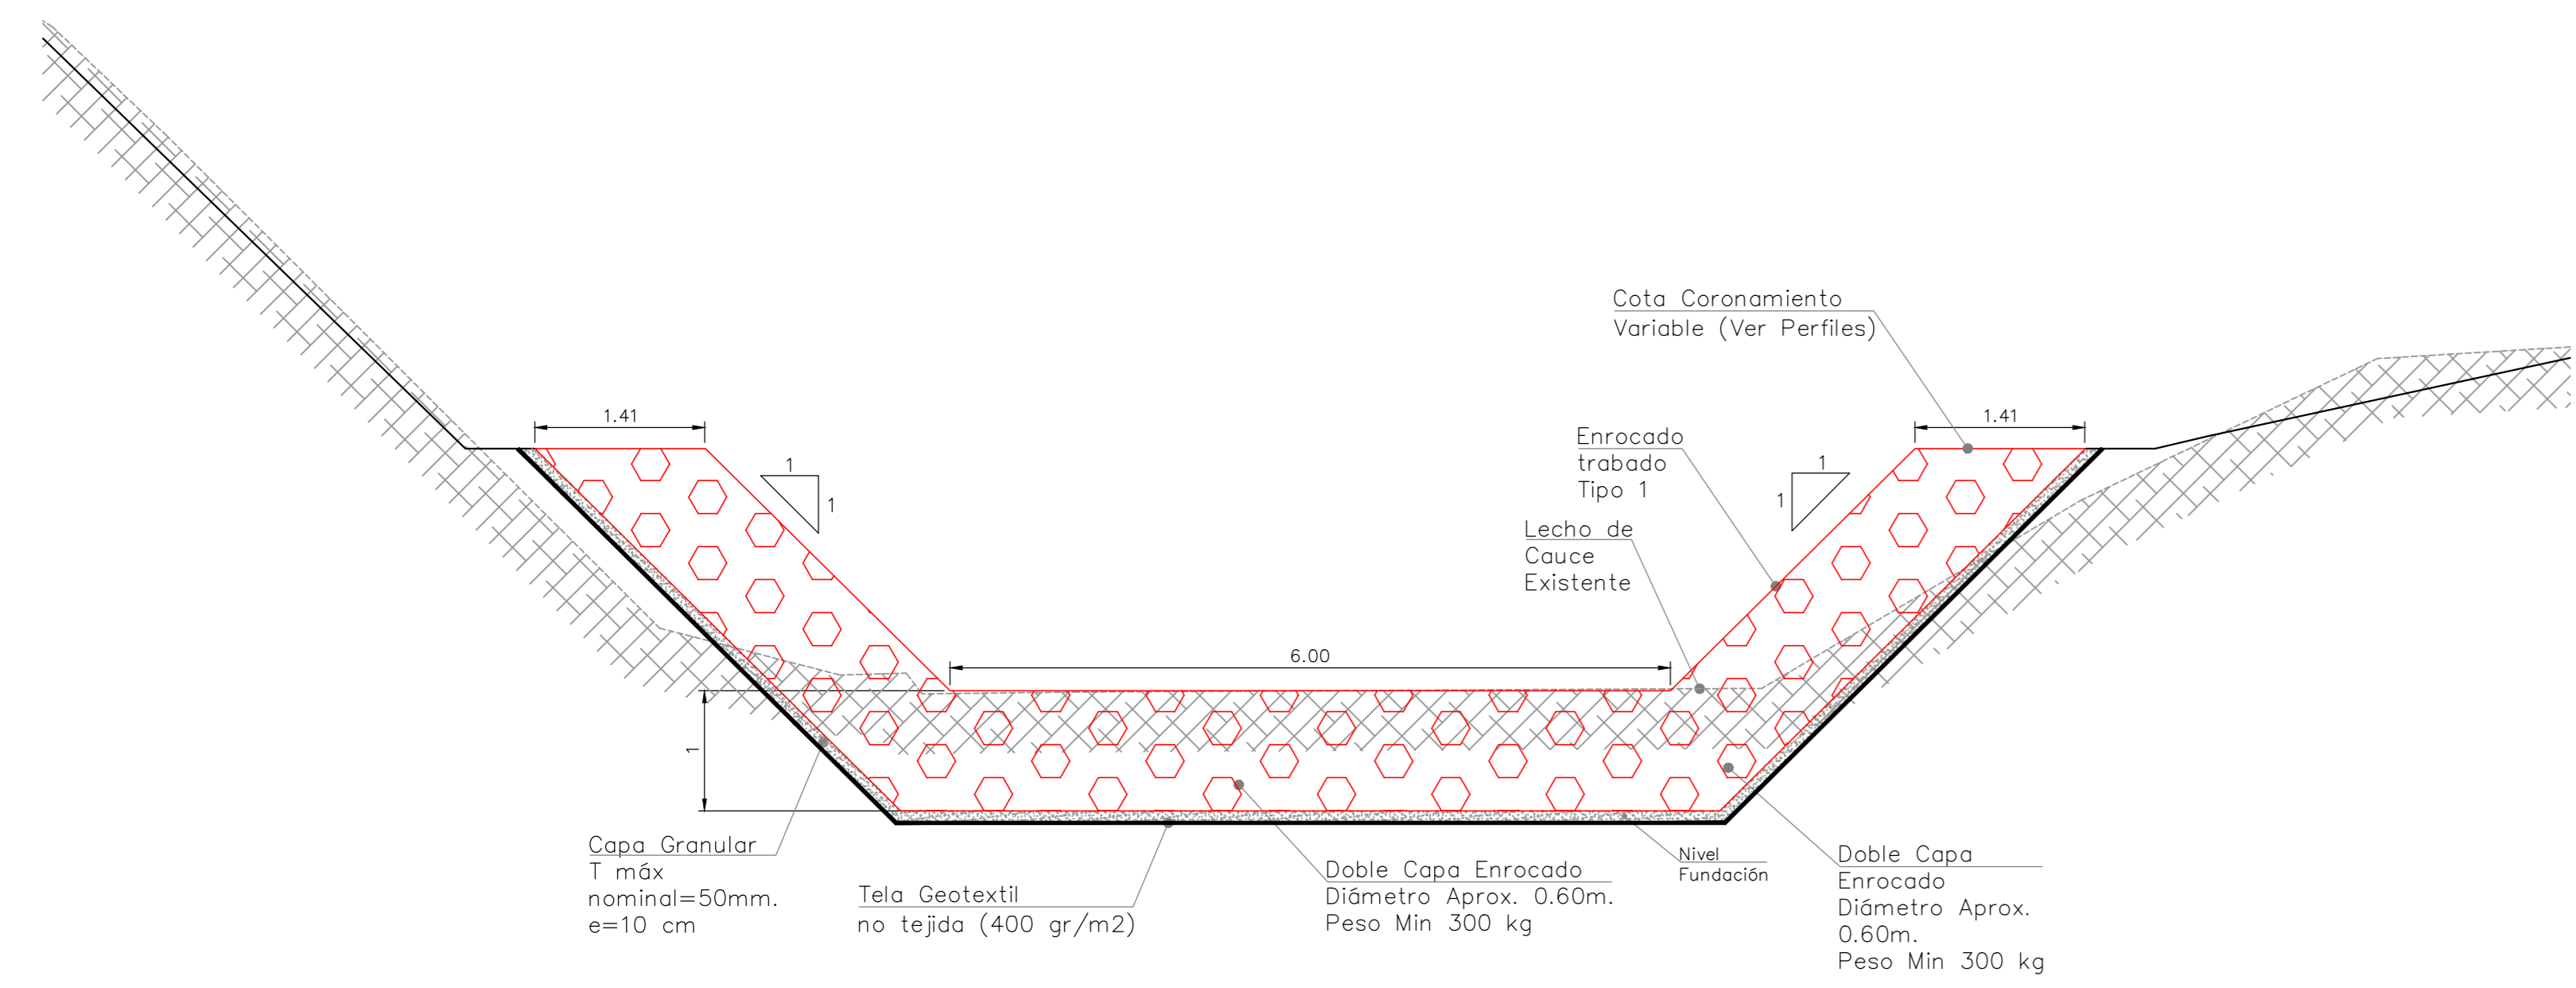 Cota Coronamiento
Variable (Ver Perfiles)
1.41
1.41
Enrocado
trabado
Tipo 1
1
1
1
1
Lecho de
Cauce
Existente
6.00
1
Capa Granular
T máx
nominal=50mm.
e=10 cm
Tela Geotextil
no tejida (400 gr/m2)
Doble Capa Enrocado
Diámetro Aprox. 0.60m.
Peso Min 300 kg
Nivel
Fundación
Doble Capa
Enrocado
Diámetro Aprox.
0.60m.
Peso Min 300 kg